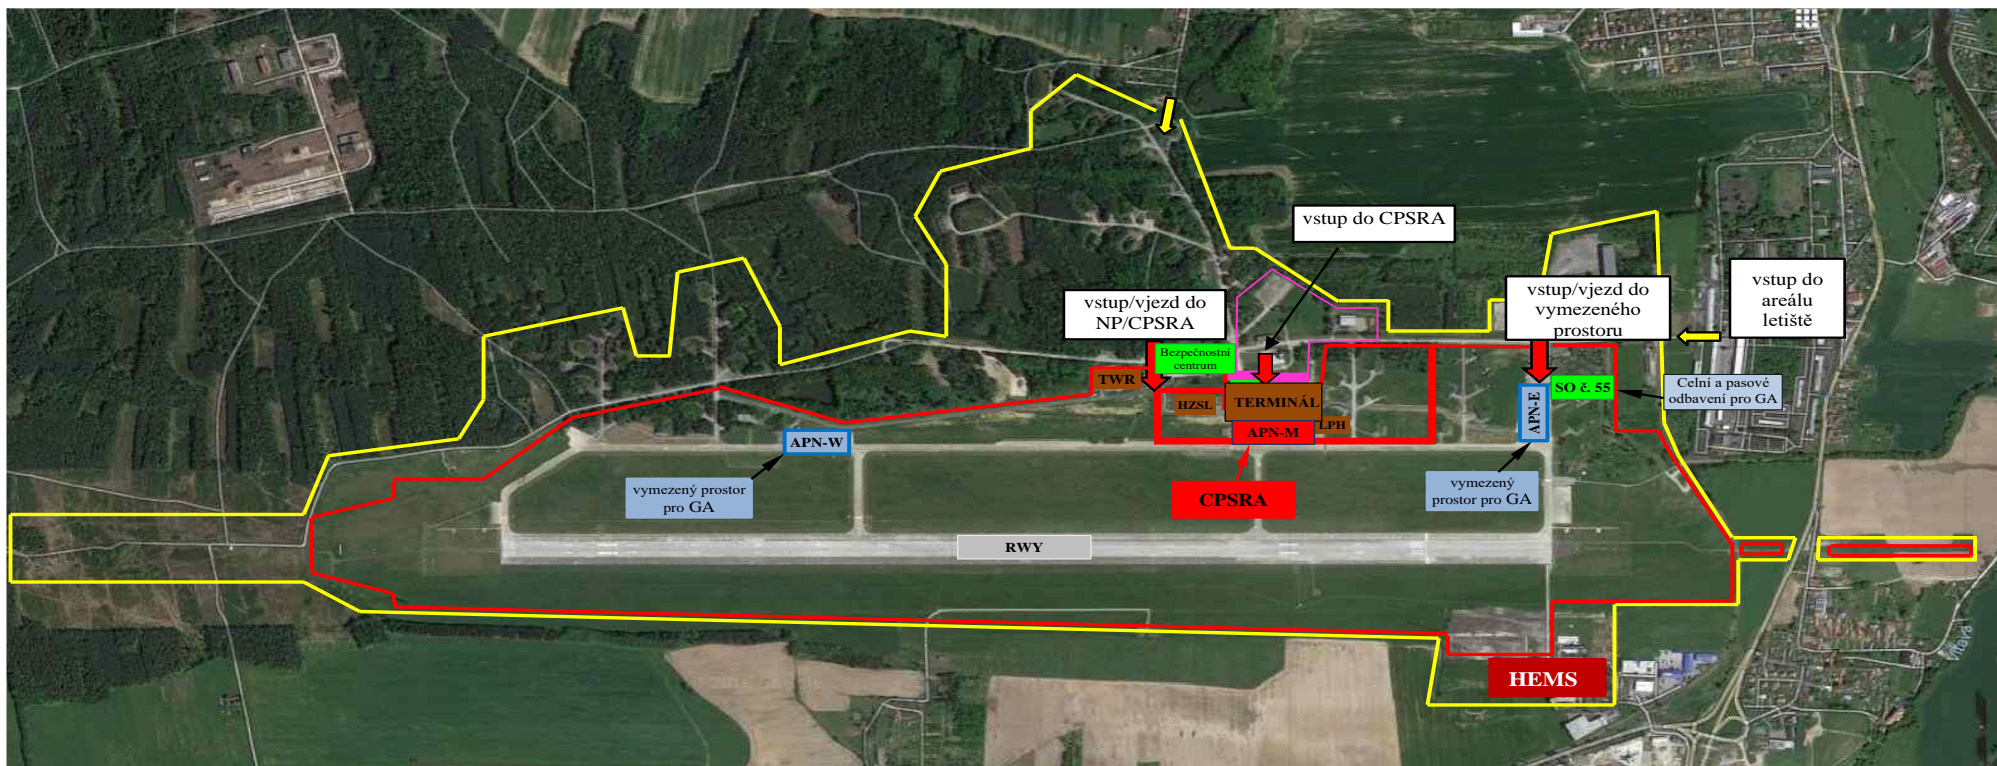 vstup do CPSRA
vstup/vjezd do
NP/CPSRA
vstup/vjezd do
vymezeného
prostoru
vstup do
areálu
letiště
Bezpečnostní
centrum
TWR
HZSL
TERMINÁL
LPH
APN-M
APN-E
SO č. 55
Celní a pasové
odbavení pro GA
APN-W
vymezený prostor
pro GA
CPSRA
vymezený
prostor pro GA
RWY
HEMS
Vltava